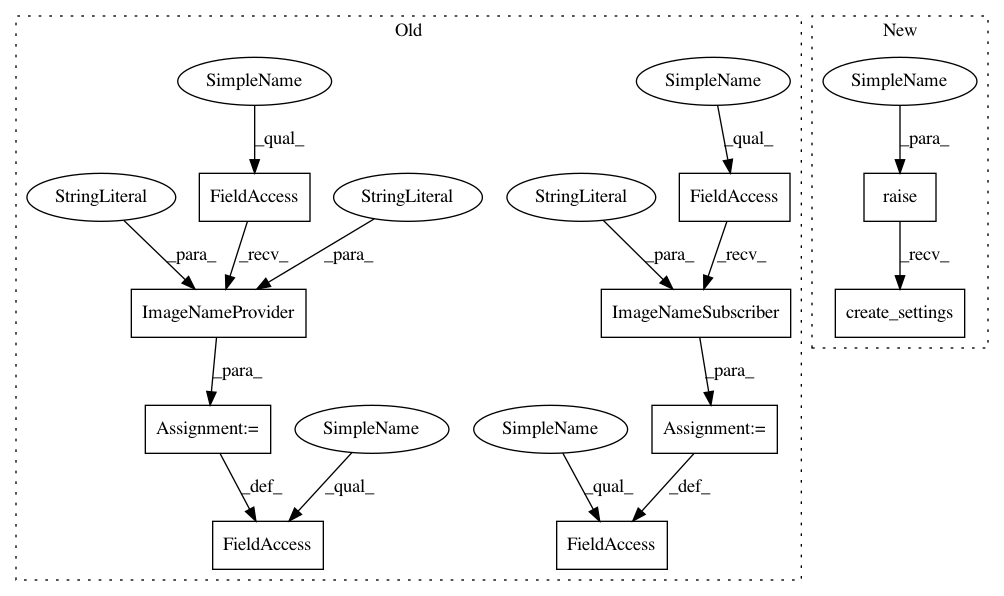 Old
New
SimpleName
SimpleName
SimpleName
_qual_
_qual_
_para_
StringLiteral
FieldAccess
StringLiteral
StringLiteral
FieldAccess
raise
_para_
_recv_
_para_
_para_
_recv_
_recv_
ImageNameProvider
ImageNameSubscriber
create_settings
_para_
_para_
Assignment:=
SimpleName
SimpleName
Assignment:=
_def_
_qual_
_qual_
_def_
FieldAccess
FieldAccess